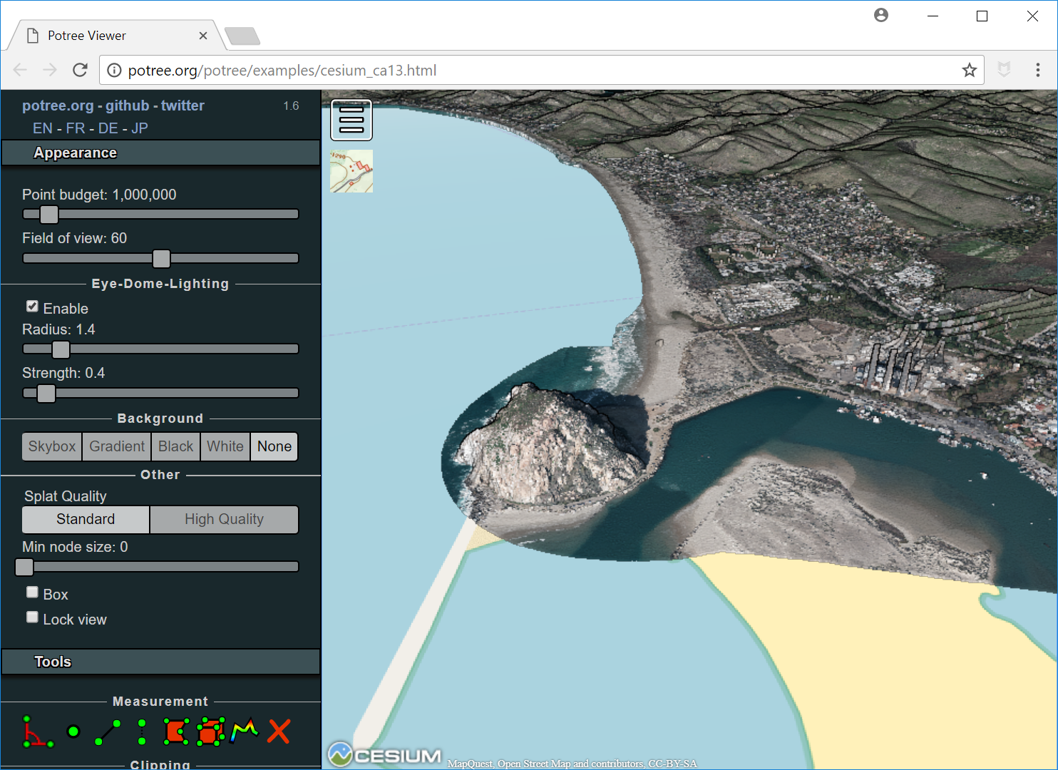 Potree Viewer
potree.org/potree/examples/cesium_ca13.html
potree.org - github - twitter 1.6
EN - FR - DE - JP
Appearance
Point budget: 1,000,000
Field of view: 60
Eye-Dome-Lighting
Enable
Radius: 1.4
Strength: 0.4
Background
Skybox Gradient Black White None
Other
Splat Quality
Standard High Quality
Min node size: 0
Box
Lock view
Tools
Measurement
Clipping
CESIUM MapQuest, Open Street Map and contributors, CC-BY-SA